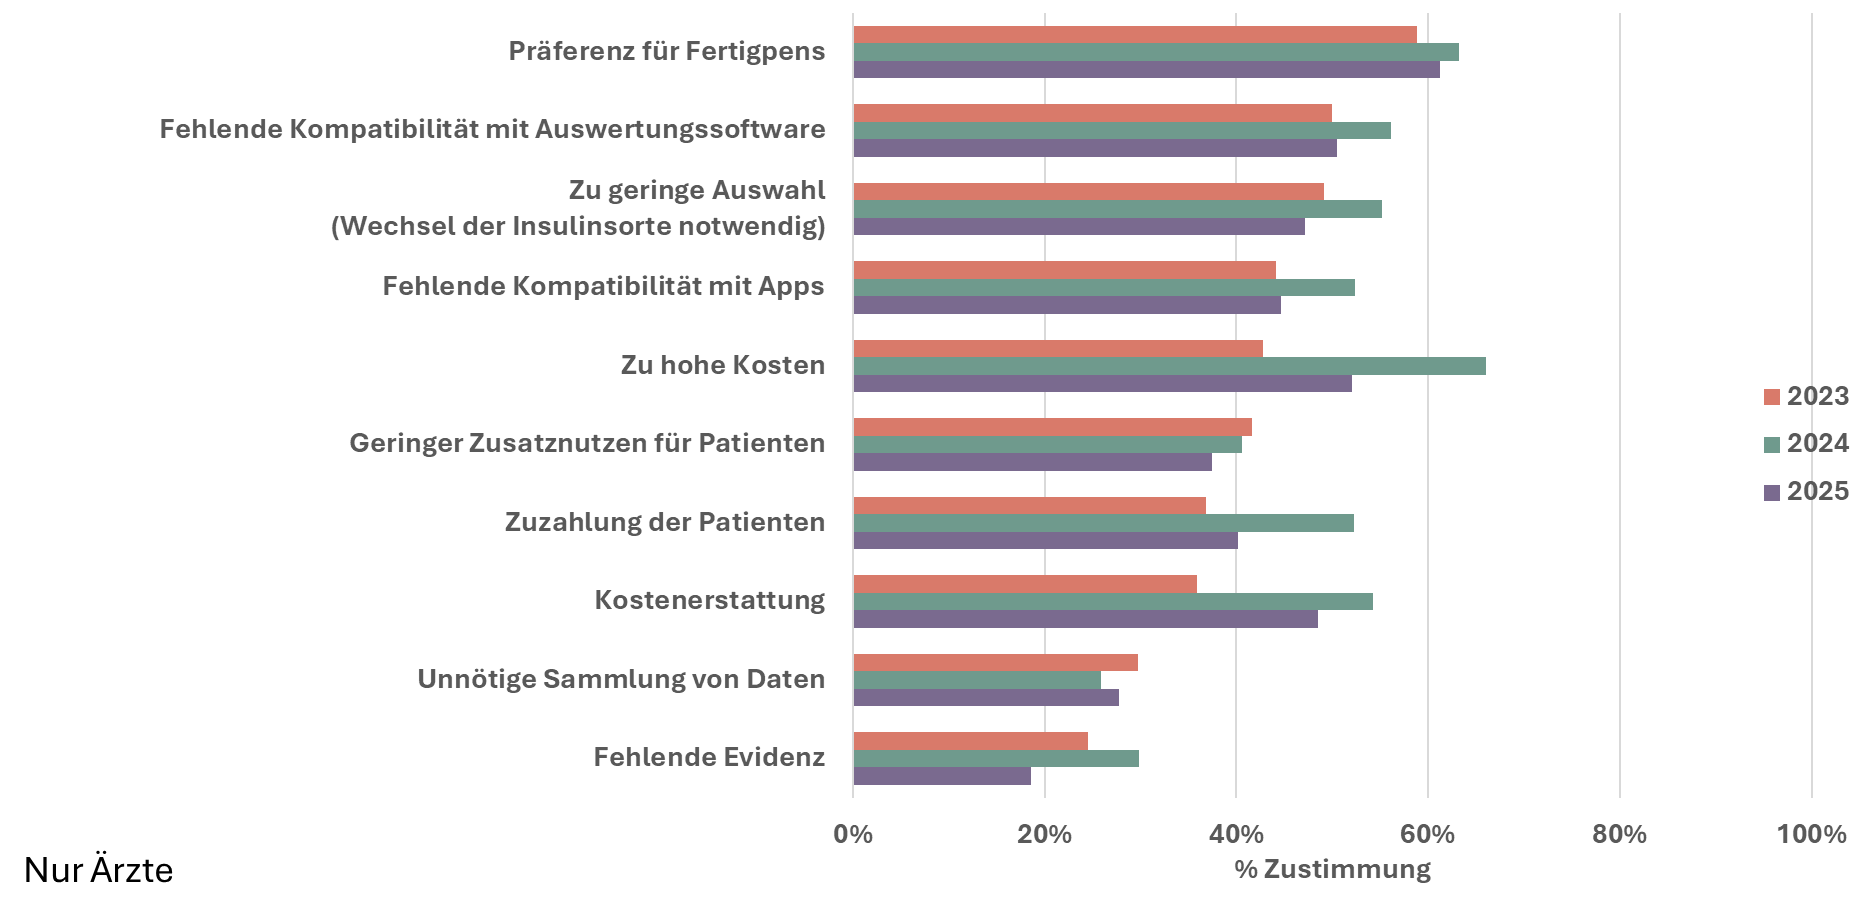 Präferenz für Fertigpens
Fehlende Kompatibilität mit Auswertungssoftware
Zu geringe Auswahl
(Wechsel der Insulinsorte notwendig)
Fehlende Kompatibilität mit Apps
Zu hohe Kosten
Geringer Zusatznutzen für Patienten
Zuzahlung der Patienten
Kostenerstattung
Unnötige Sammlung von Daten
Fehlende Evidenz
2023
2024
2025
0% 20% 40% 60% 80% 100%
% Zustimmung
Nur Ärzte